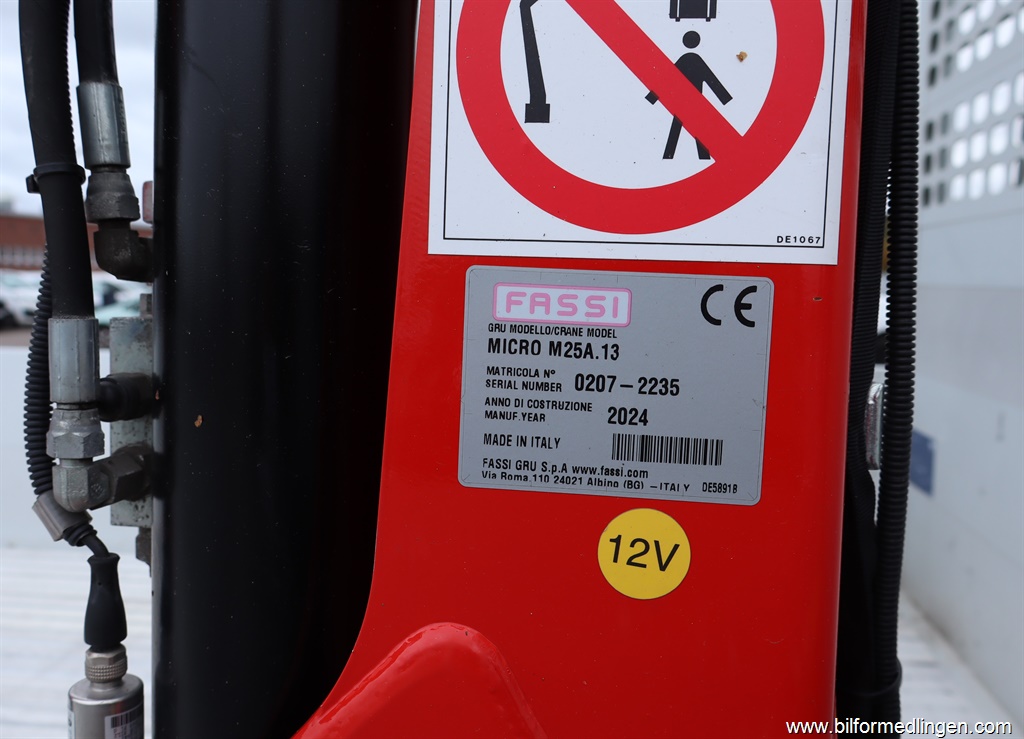 DE1067
FASSI
CE
GRU MODELLO/CRANE MODEL
MICRO M25A.13
MATRICOLA Nº
SERIAL NUMBER 0207-2235
ANNO DI COSTRUZIONE
MANUF.YEAR 2024
MADE IN ITALY
FASSI GRU S.p.A www.fassi.com
Via Roma,110 24021 Albino (BG) - ITALY DE5891B
12V
www.bilformedlingen.com